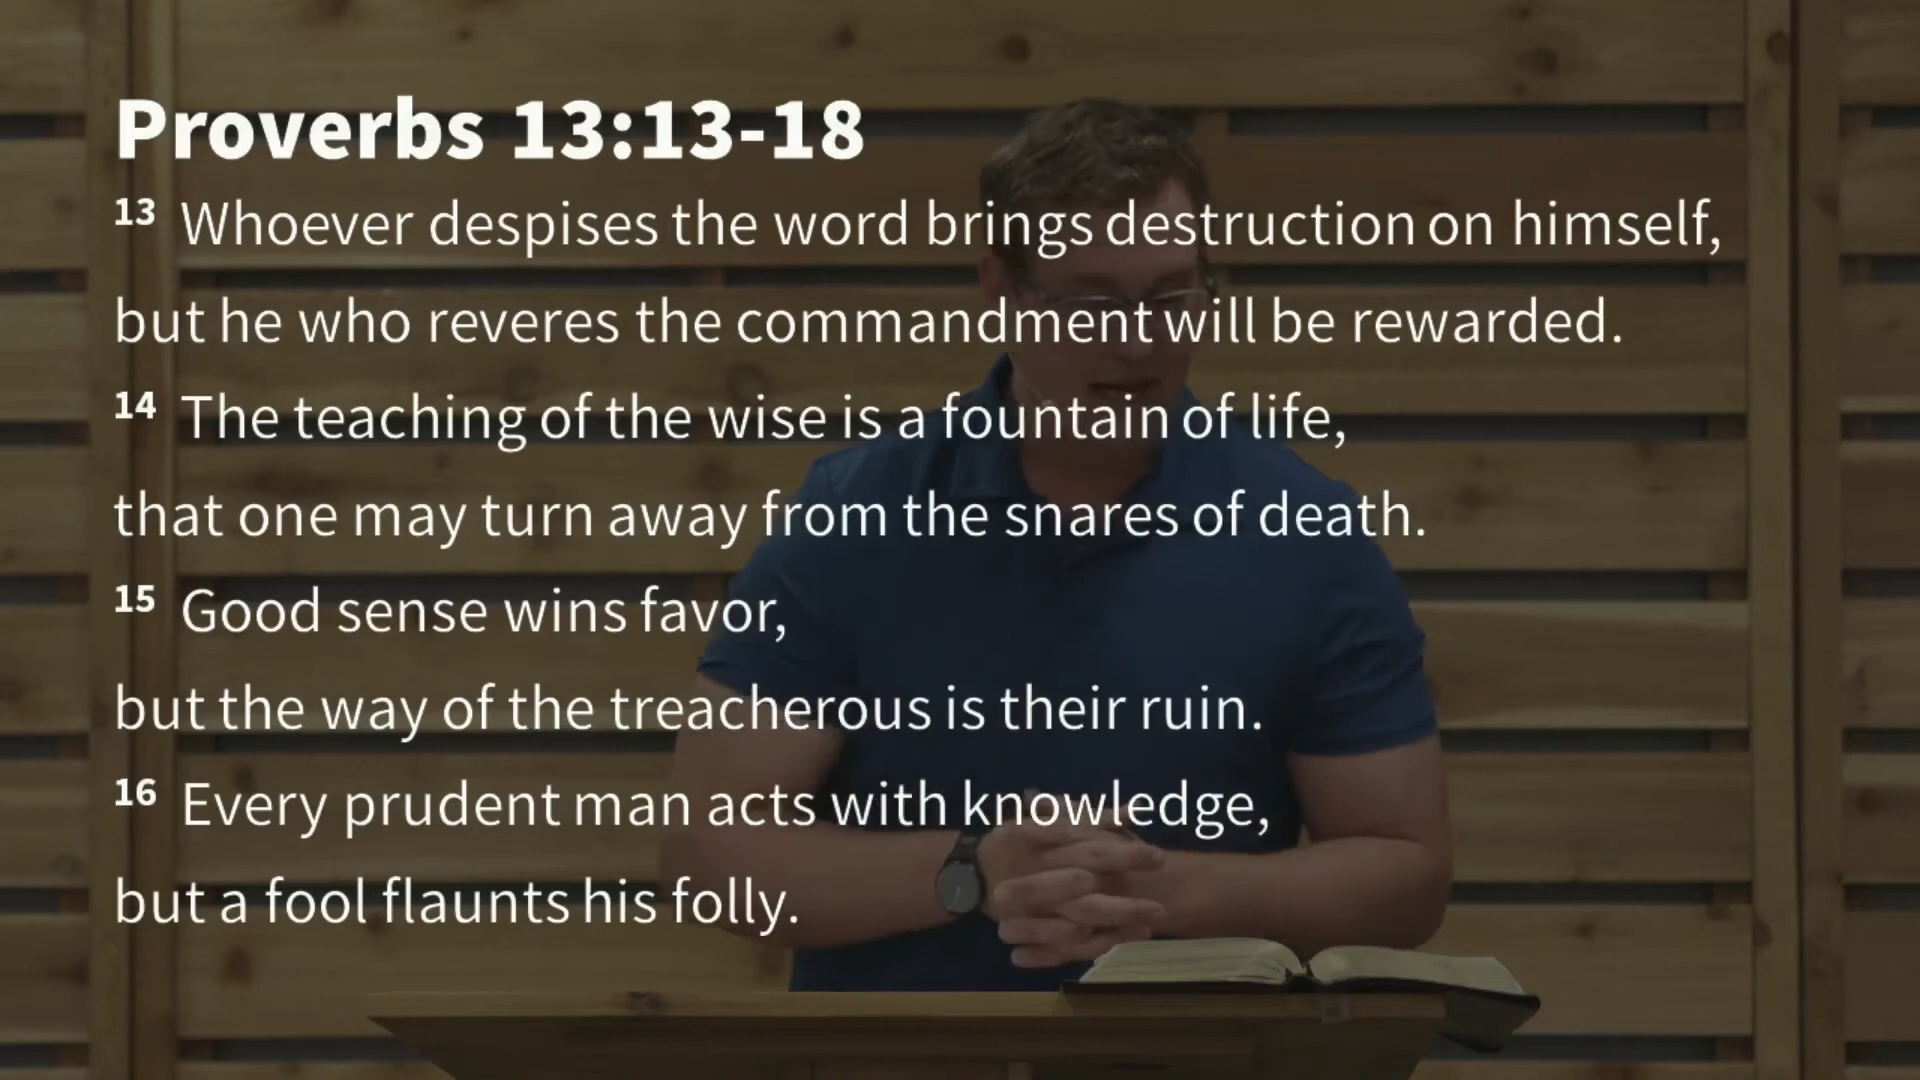 Proverbs 13:13-18
13 Whoever despises the word brings destruction on himself,
but he who reveres the commandment will be rewarded.
14 The teaching of the wise is a fountain of life,
that one may turn away from the snares of death.
15 Good sense wins favor,
but the way of the treacherous is their ruin.
16 Every prudent man acts with knowledge,
but a fool flaunts his folly.